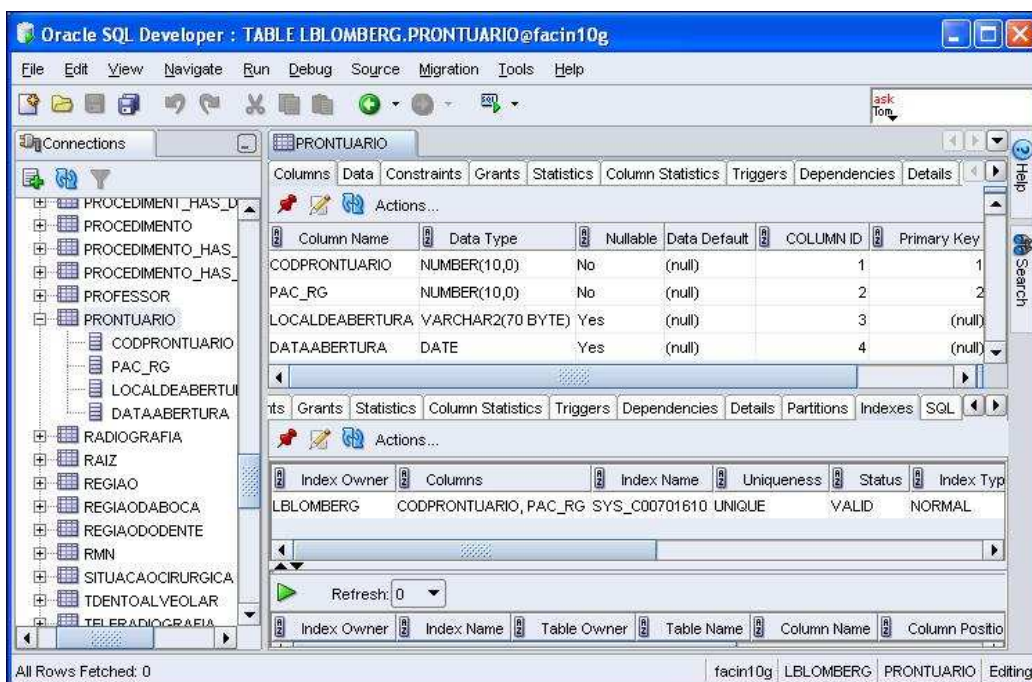 Oracle SQL Developer : TABLE LBLOMBERG.PRONTUARIO@facin10g
File Edit View Navigate Run Debug Source Migration Tools Help
ask
Tom
Connections
PROCEDIMENT_HAS_D
PROCEDIMENTO
PROCEDIMENTO_HAS_
PROCEDIMENTO_HAS_
PROFESSOR
PRONTUARIO
CODPRONTUARIO
PAC_RG
LOCALDEABERTUI
DATAABERTURA
RADIOGRAFIA
RAIZ
REGIAO
REGIAODABOCA
REGIAODODENTE
RMN
SITUACAOCIRURGICA
TDENTOALVEOLAR
TELERADIOGRAFIA
PRONTUARIO
Columns Data Constraints Grants Statistics Column Statistics Triggers Dependencies Details
Actions...
Column Name Data Type Nullable Data Default COLUMN ID Primary Key
CODPRONTUARIO NUMBER(10,0) No (null) 1 1
PAC_RG NUMBER(10,0) No (null) 2 2
LOCALDEABERTURA VARCHAR2(70 BYTE) Yes (null) 3 (null)
DATAABERTURA DATE Yes (null) 4 (null)
nts Grants Statistics Column Statistics Triggers Dependencies Details Partitions Indexes SQL
Actions...
Index Owner Columns Index Name Uniqueness Status Index Typ
LBLOMBERG CODPRONTUARIO, PAC_RG SYS_C00701610 UNIQUE VALID NORMAL
Refresh: 0
Index Owner Index Name Table Owner Table Name Column Name Column Positio
Help
Search
All Rows Fetched: 0
facin10g LBLOMBERG PRONTUARIO Editing